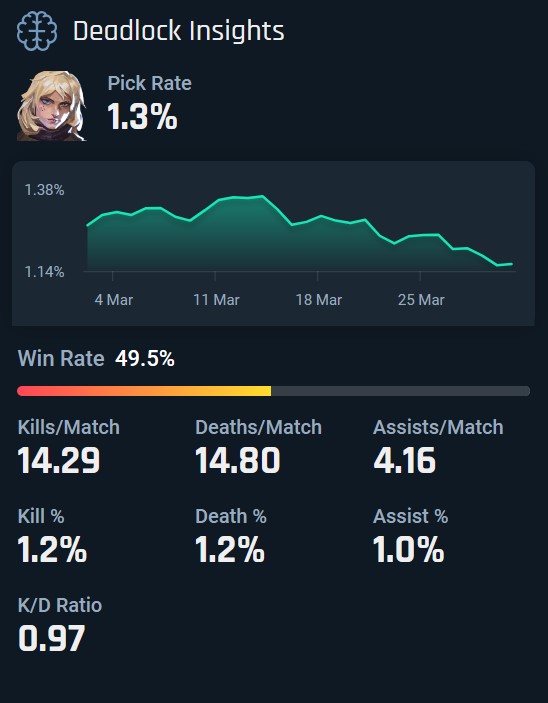 Deadlock Insights
Pick Rate
1.3%
1.38%
1.14%
4 Mar 11 Mar 18 Mar 25 Mar
Win Rate 49.5%
Kills/Match Deaths/Match Assists/Match
14.29 14.80 4.16
Kill % Death % Assist %
1.2% 1.2% 1.0%
K/D Ratio
0.97